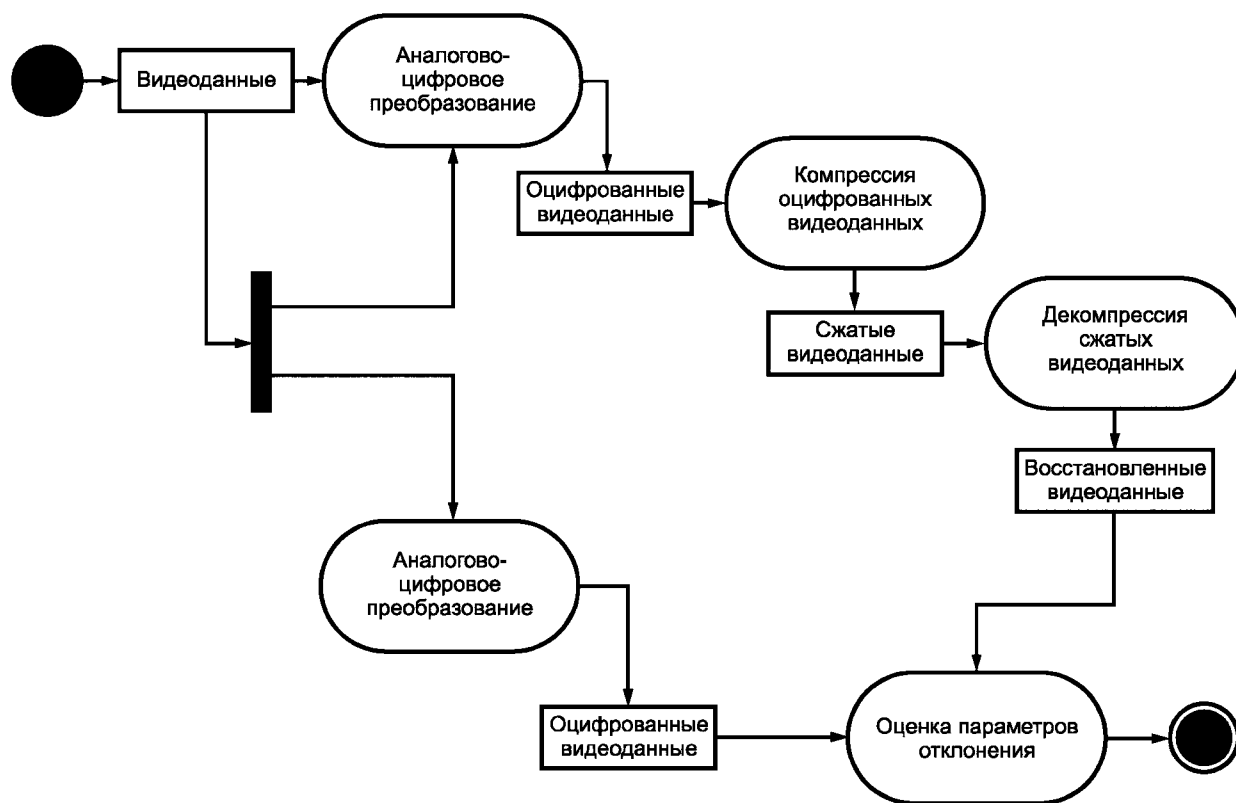 Видеоданные
Аналогово-
цифровое
преобразование
Оцифрованные
видеоданные
Компрессия
оцифрованных
видеоданных
Сжатые
видеоданные
Декомпрессия
сжатых
видеоданных
Восстановленные
видеоданные
Аналогово-
цифровое
преобразование
Оцифрованные
видеоданные
Оценка параметров
отклонения